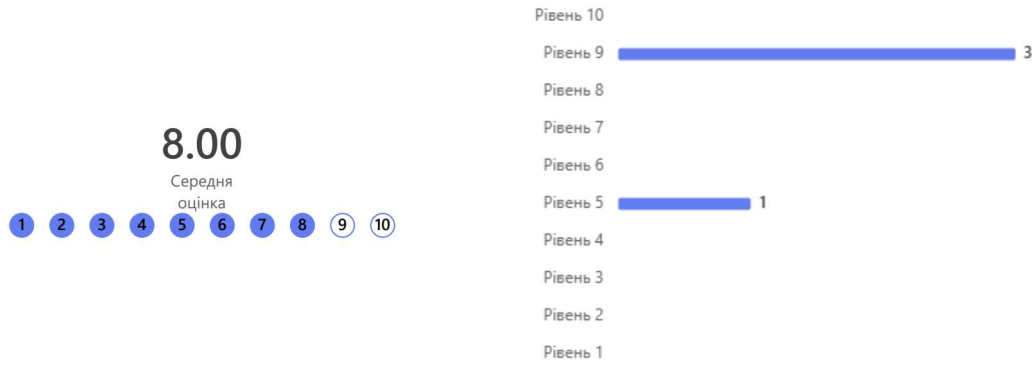 8.00
Середня
оцінка
1 2 3 4 5 6 7 8 9 10
Рівень 10
Рівень 9 3
Рівень 8
Рівень 7
Рівень 6
Рівень 5 1
Рівень 4
Рівень 3
Рівень 2
Рівень 1